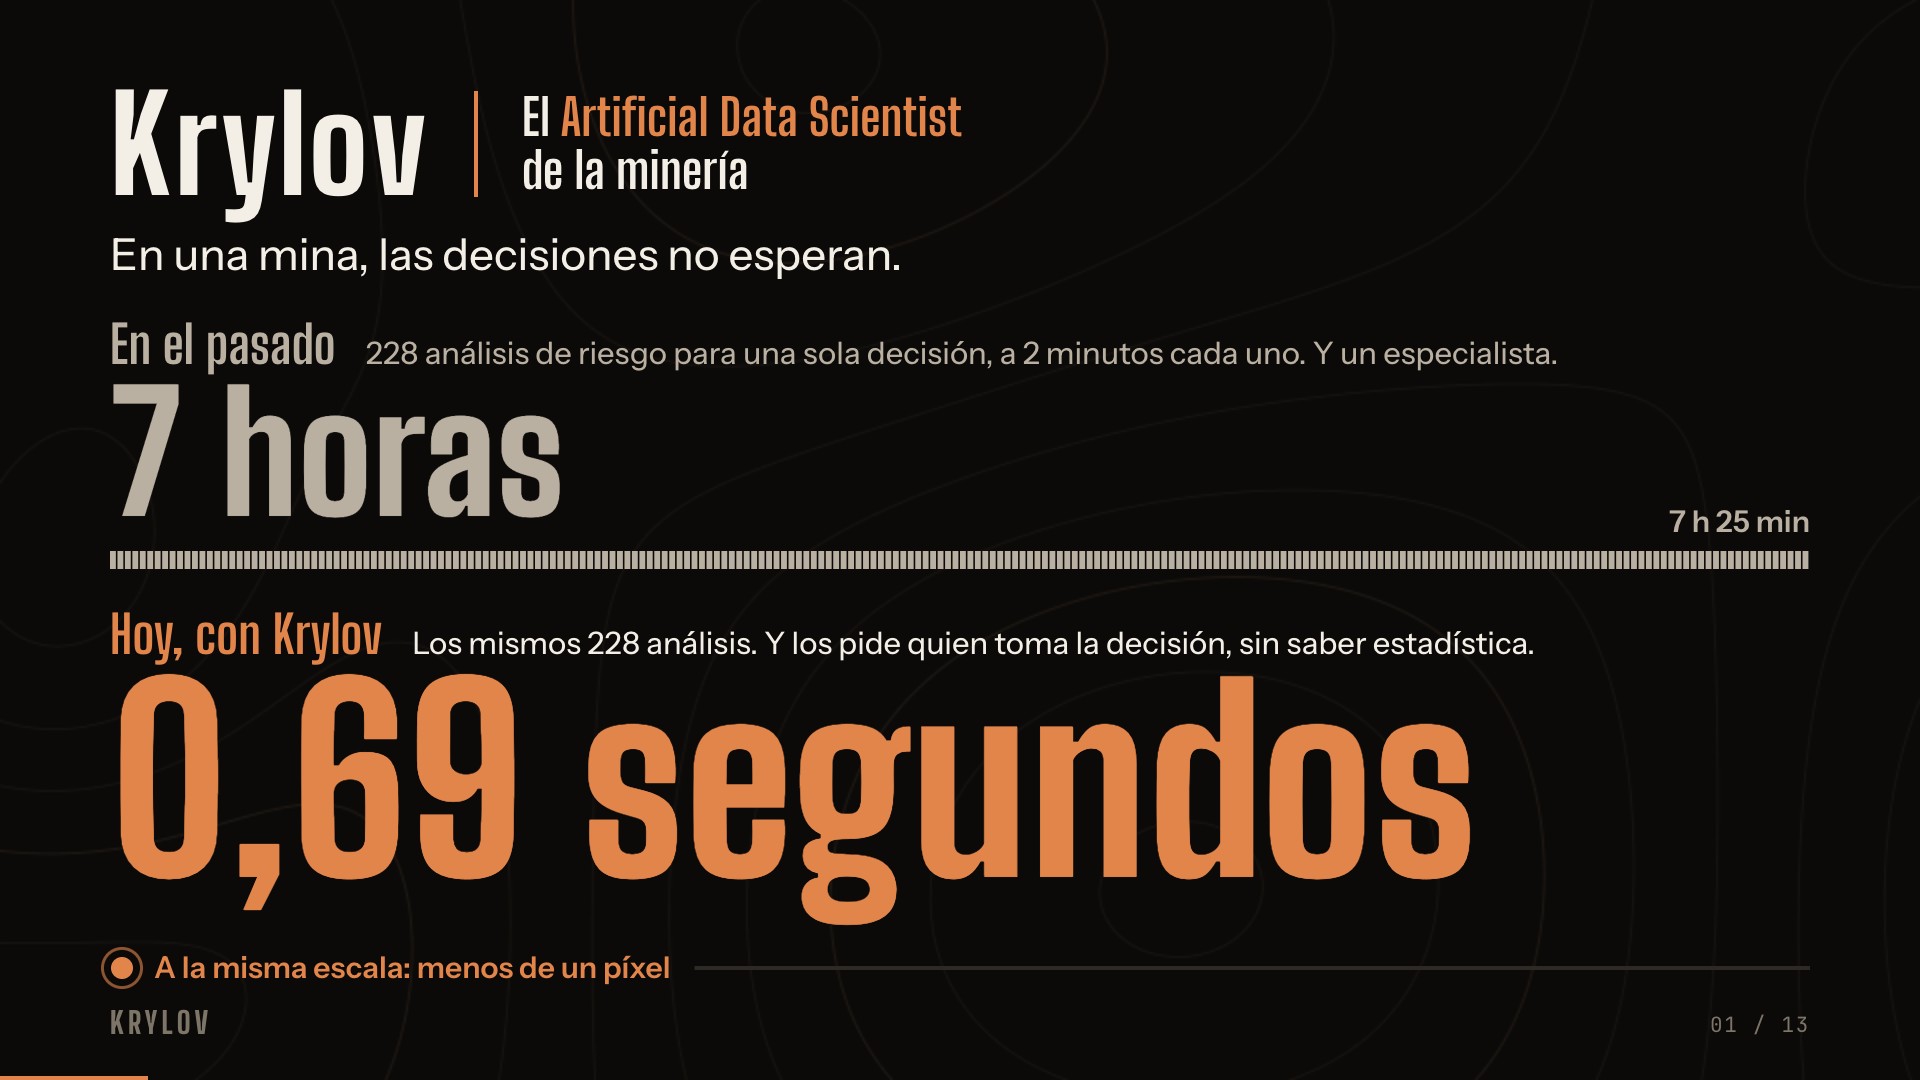 Krylov
El Artificial Data Scientist
de la minería
En una mina, las decisiones no esperan.
En el pasado 228 análisis de riesgo para una sola decisión, a 2 minutos cada uno. Y un especialista.
7 horas
7 h 25 min
Hoy, con Krylov Los mismos 228 análisis. Y los pide quien toma la decisión, sin saber estadística.
0,69 segundos
A la misma escala: menos de un píxel
KRYLOV
01 / 13